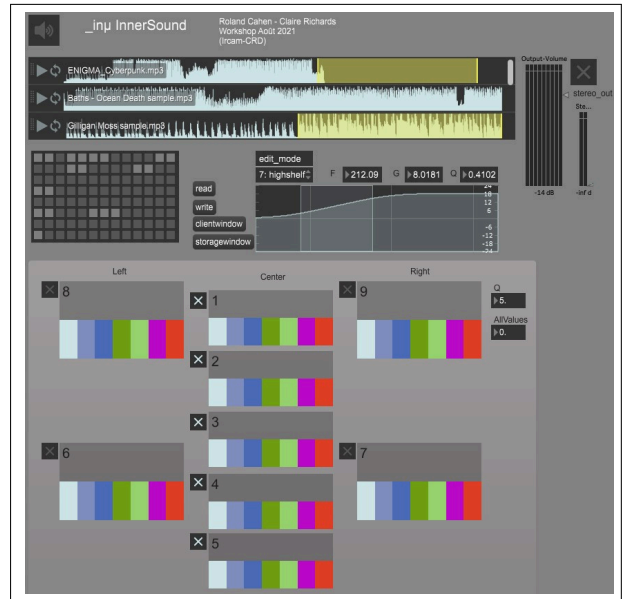 _inµ InnerSound
Roland Cahen - Claire Richards
Workshop Août 2021
(Ircam-CRD)
ENIGMA_Cyberpunk.mp3
Baths - Ocean Death sample.mp3
Gilligan Moss sample.mp3
Output-Volume
stereo_out
Ste...
-14 dB
-inf d
edit_mode
7: highshelf
F 212.09 G 8.0181 Q 0.4102
read
write
clientwindow
storagewindow
24
18
12
6
-6
-12
-18
-24
Left
Center
Right
8
1
9
Q
5.
AllValues
0.
2
3
6
7
4
5